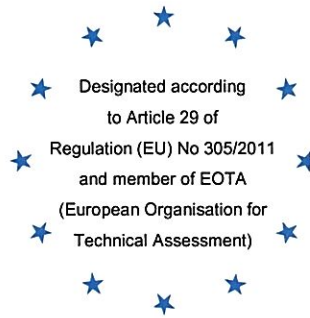 Designated according
to Article 29 of
Regulation (EU) No 305/2011
and member of EOTA
(European Organisation for
Technical Assessment)